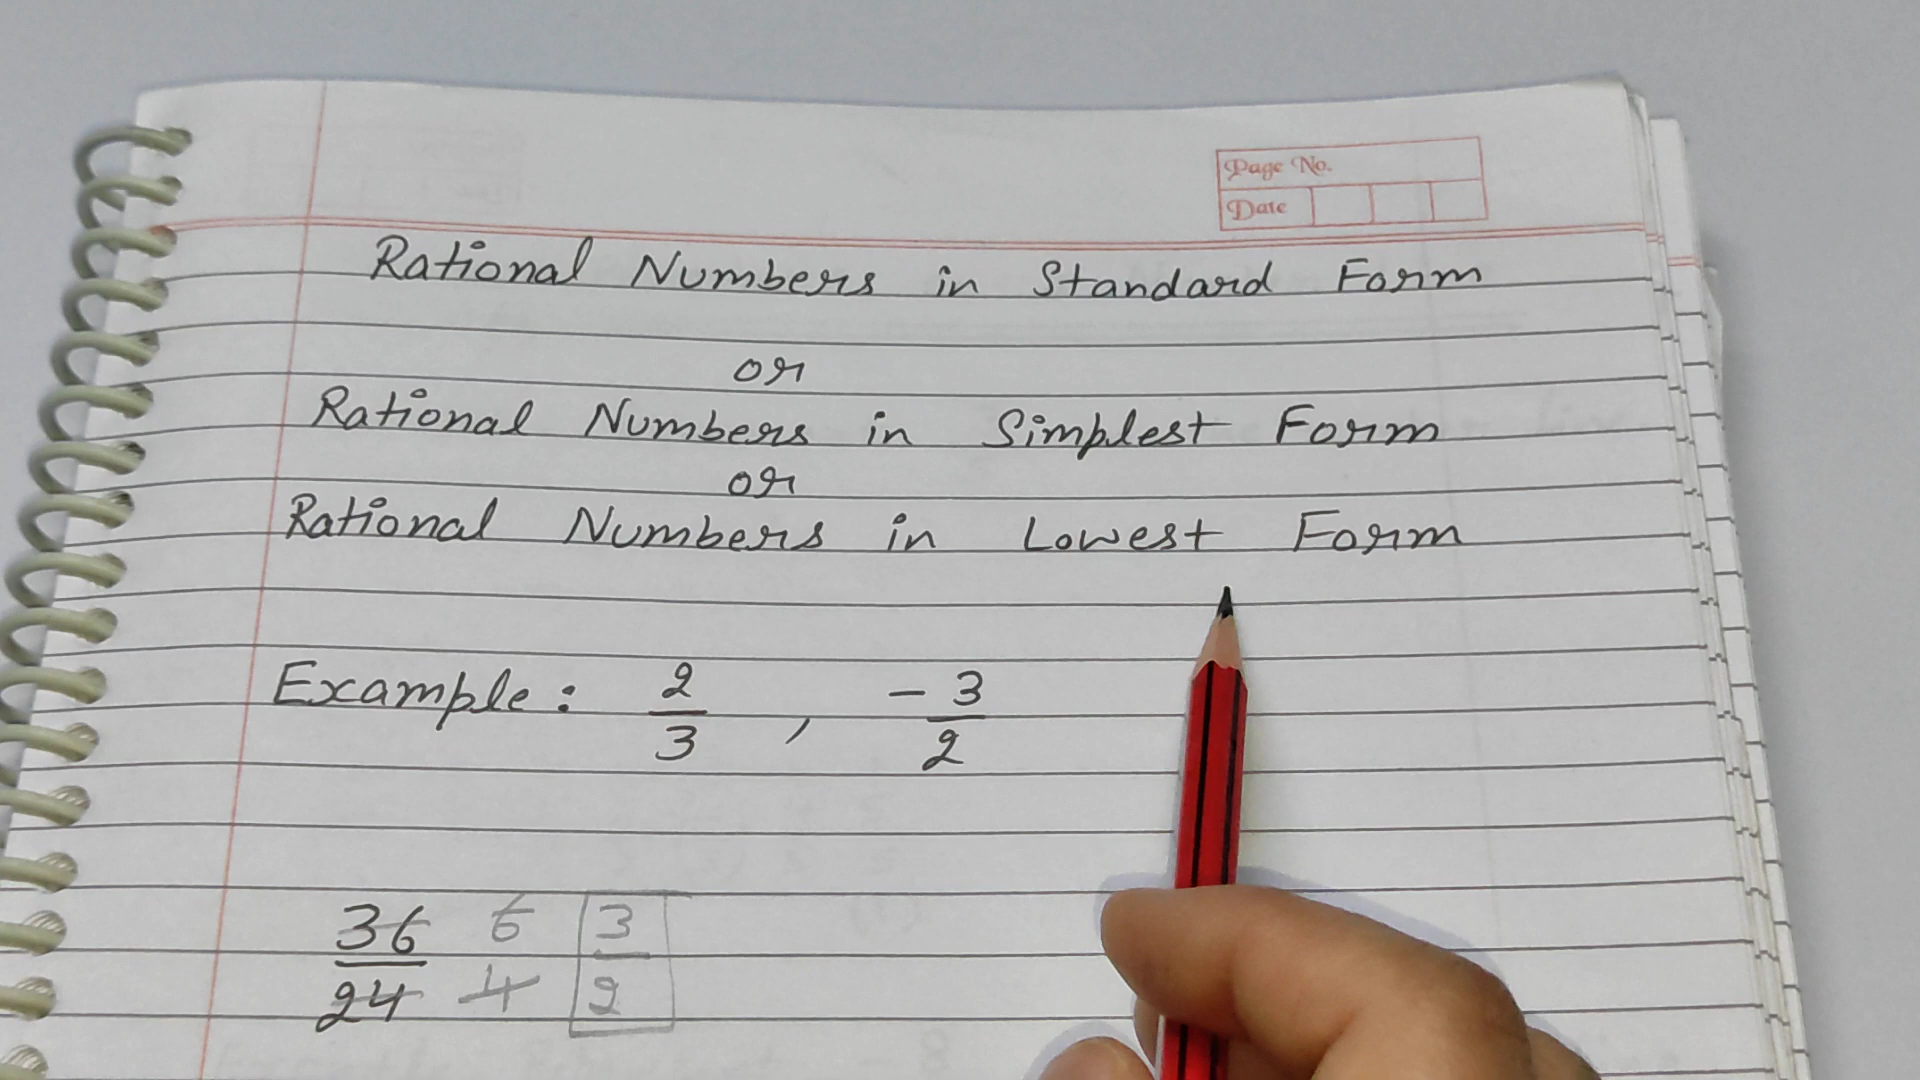 Page No.
Date
Rational Numbers in Standard Form
or
Rational Numbers in Simplest Form
or
Rational Numbers in Lowest Form
Example: 2/3 , -3/2
36/24 6/4 3/2